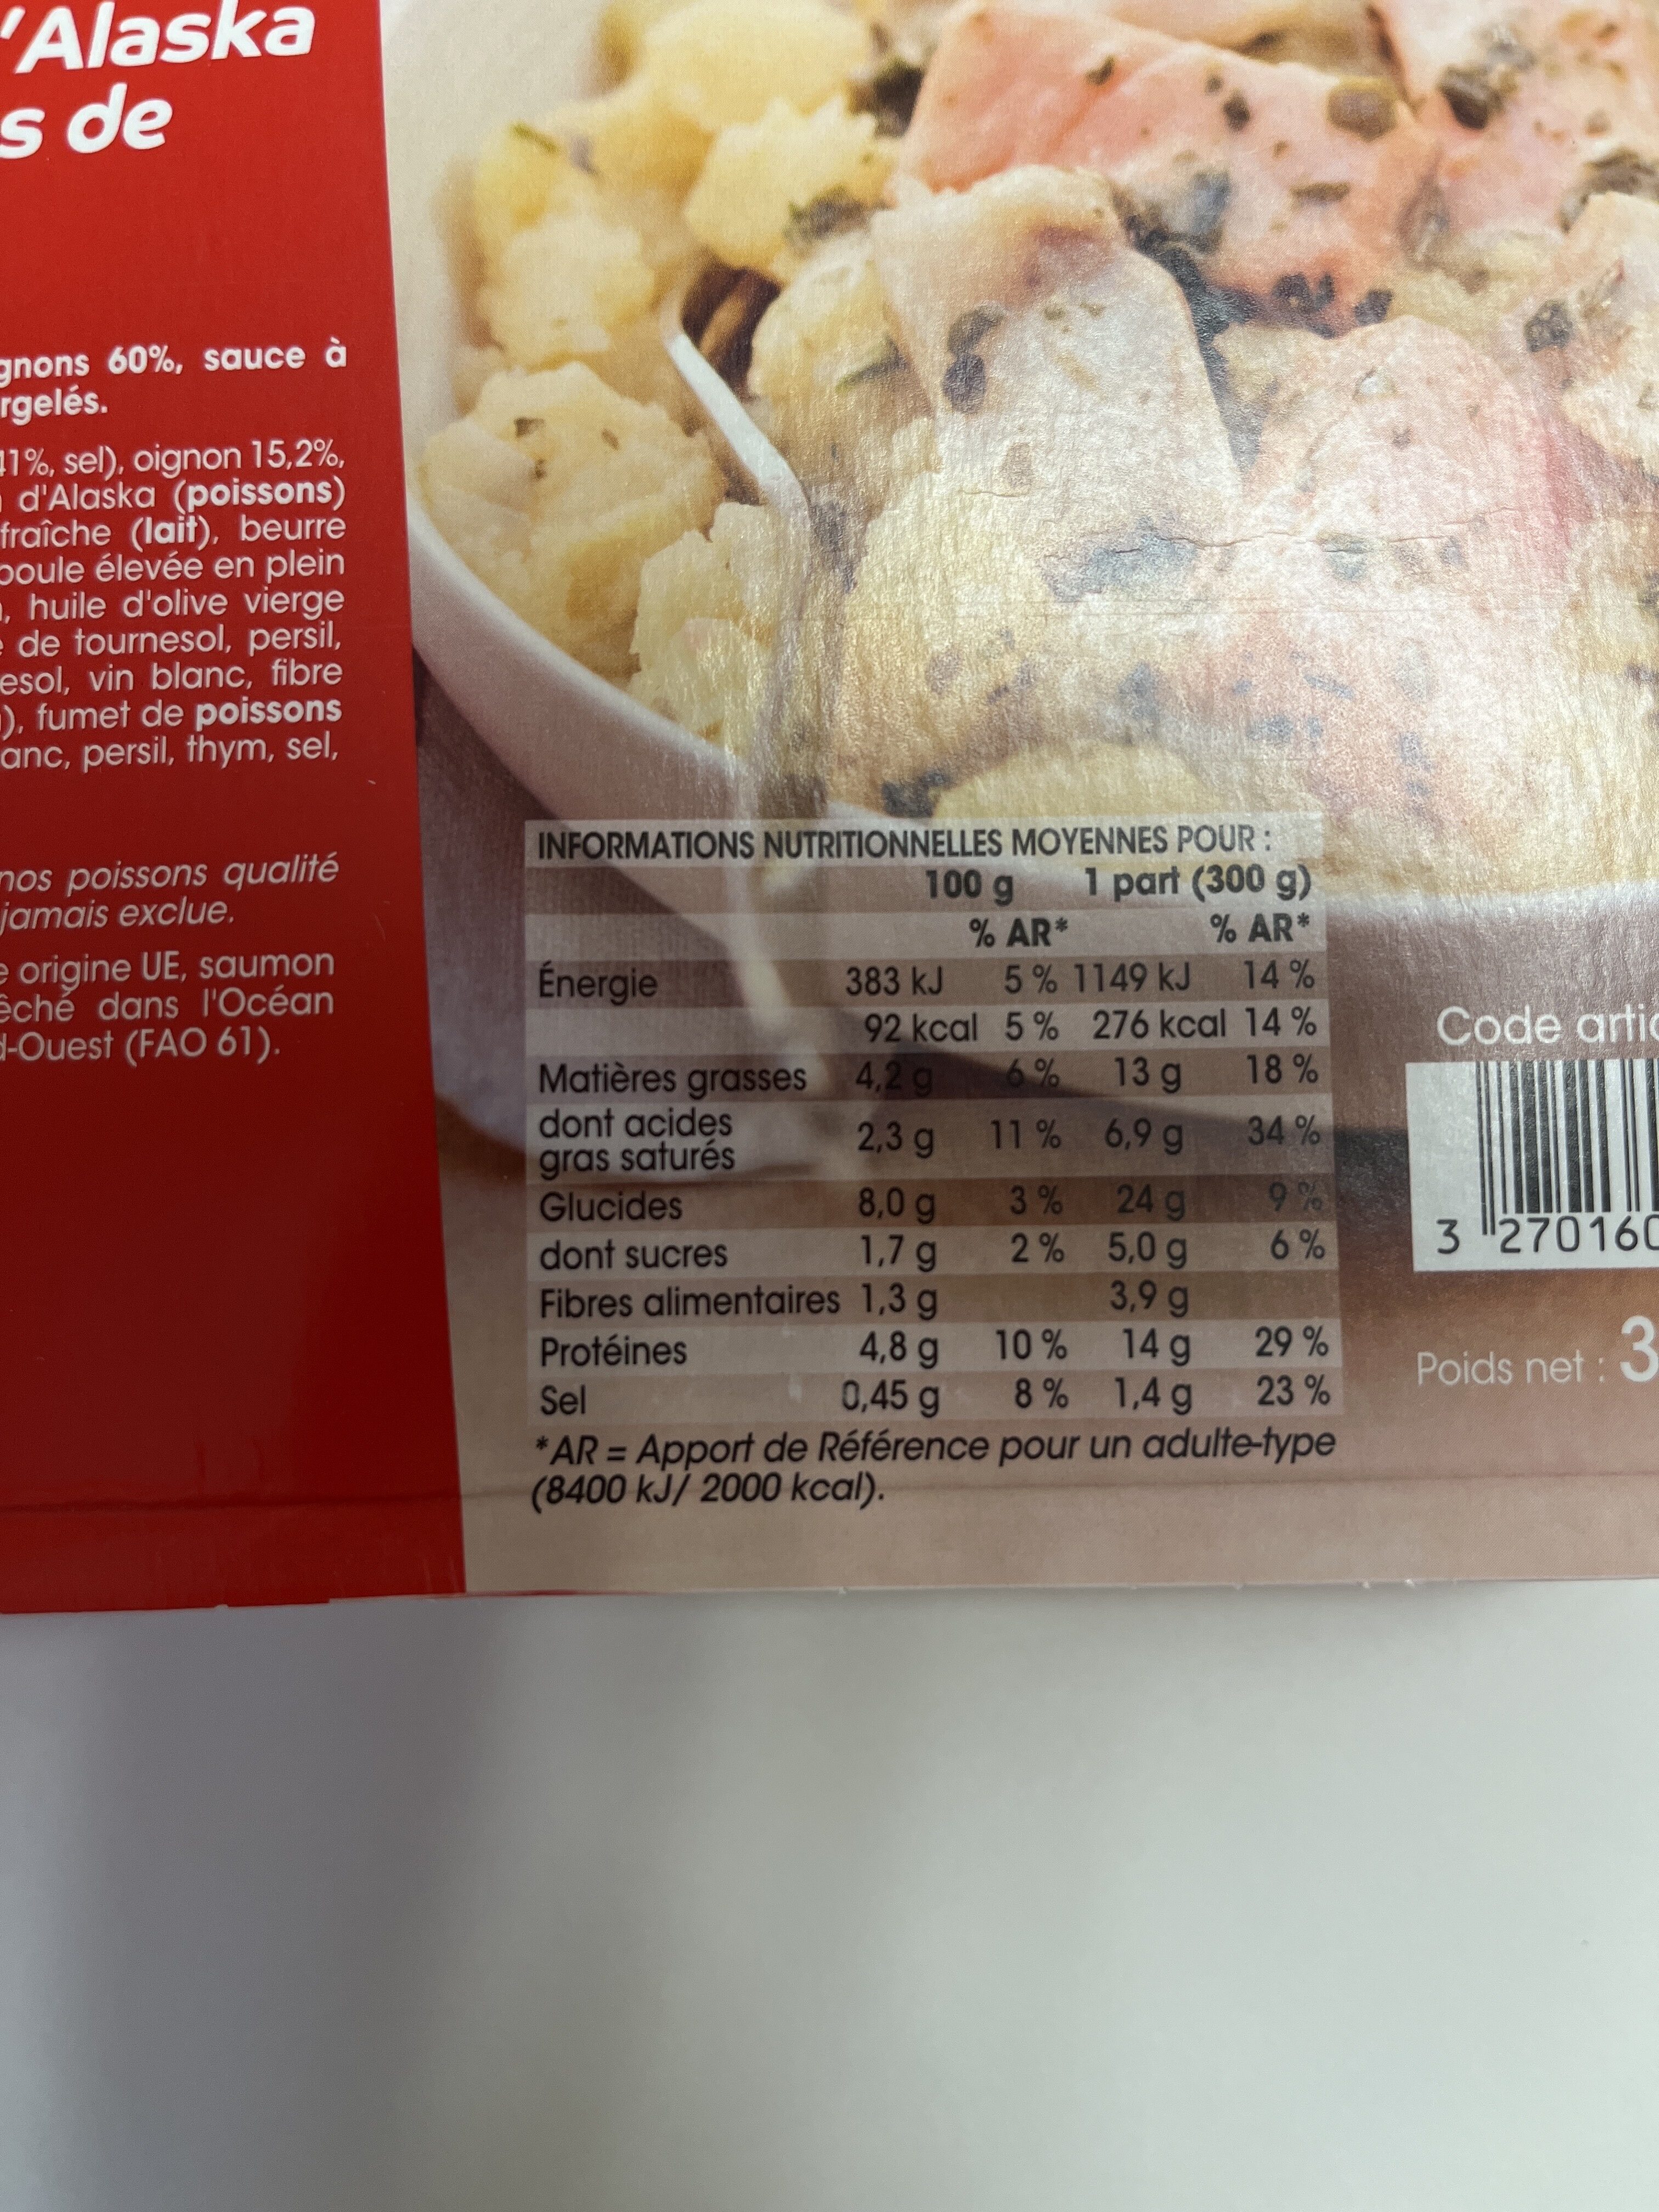 'Alaska
s de
gnons 60%, sauce à
rgelés.
41%, sel), oignon 15,2%,
d'Alaska (poissons)
fraîche (lait), beurre
poule élevée en plein
, huile d'olive vierge
de tournesol, persil,
esol, vin blanc, fibre
), fumet de poissons
anc, persil, thym, sel,
nos poissons qualité
jamais exclue.
e origine UE, saumon
êché dans l'Océan
d-Ouest (FAO 61).
INFORMATIONS NUTRITIONNELLES MOYENNES POUR :
100 g 1 part (300 g)
% AR* % AR*
Énergie 383 kJ 5 % 1149 kJ 14 %
92 kcal 5 % 276 kcal 14 %
Matières grasses 4,2 g 6 % 13 g 18 %
dont acides
gras saturés 2,3 g 11 % 6,9 g 34 %
Glucides 8,0 g 3 % 24 g 9 %
dont sucres 1,7 g 2 % 5,0 g 6 %
Fibres alimentaires 1,3 g 3,9 g
Protéines 4,8 g 10 % 14 g 29 %
Sel 0,45 g 8 % 1,4 g 23 %
*AR = Apport de Référence pour un adulte-type
(8400 kJ/ 2000 kcal).
Code artic
3 270160
Poids net : 3